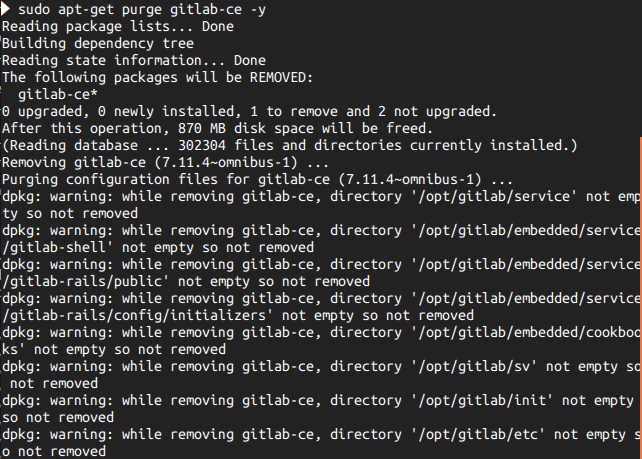 sudo apt-get purge gitlab-ce -y
Reading package lists... Done
Building dependency tree
Reading state information... Done
The following packages will be REMOVED:
  gitlab-ce*
0 upgraded, 0 newly installed, 1 to remove and 2 not upgraded.
After this operation, 870 MB disk space will be freed.
(Reading database ... 302304 files and directories currently installed.)
Removing gitlab-ce (7.11.4~omnibus-1) ...
Purging configuration files for gitlab-ce (7.11.4~omnibus-1) ...
dpkg: warning: while removing gitlab-ce, directory '/opt/gitlab/service' not emp
ty so not removed
dpkg: warning: while removing gitlab-ce, directory '/opt/gitlab/embedded/service
/gitlab-shell' not empty so not removed
dpkg: warning: while removing gitlab-ce, directory '/opt/gitlab/embedded/service
/gitlab-rails/public' not empty so not removed
dpkg: warning: while removing gitlab-ce, directory '/opt/gitlab/embedded/service
/gitlab-rails/config/initializers' not empty so not removed
dpkg: warning: while removing gitlab-ce, directory '/opt/gitlab/embedded/cookboo
ks' not empty so not removed
dpkg: warning: while removing gitlab-ce, directory '/opt/gitlab/sv' not empty so
 not removed
dpkg: warning: while removing gitlab-ce, directory '/opt/gitlab/init' not empty
so not removed
dpkg: warning: while removing gitlab-ce, directory '/opt/gitlab/etc' not empty s
o not removed